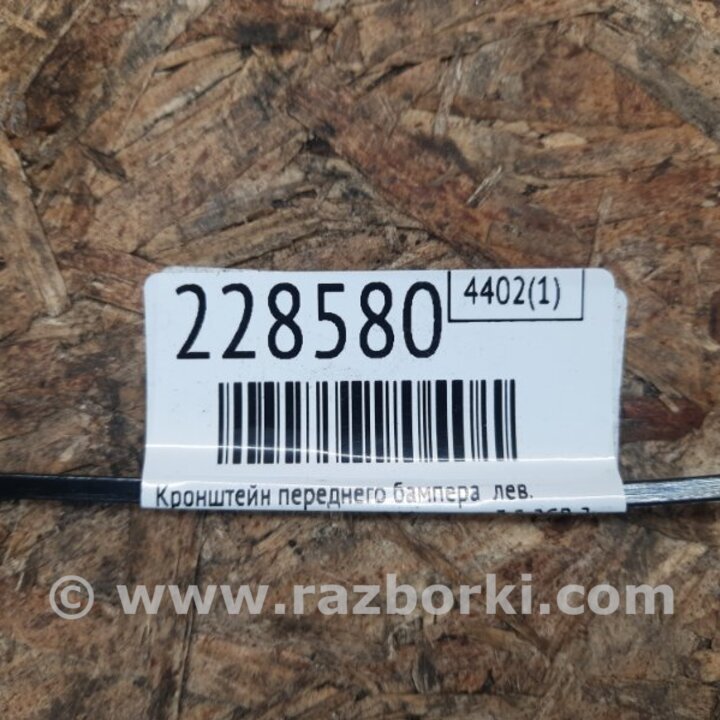 228580
4402(1)
Кронштейн переднего бампера лев.
© www.razborki.com